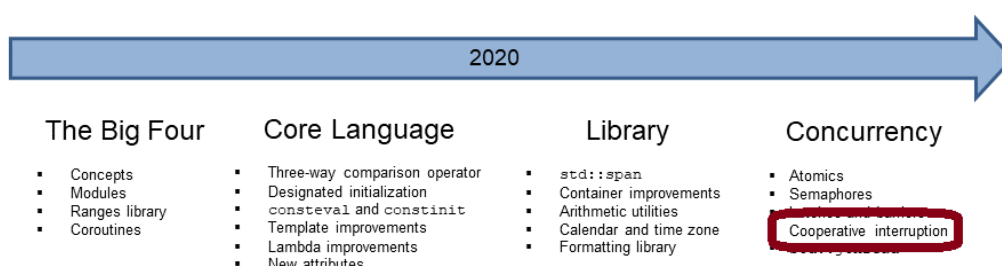 2020
The Big Four
Concepts
Modules
Ranges library
Coroutines
Core Language
Three-way comparison operator
Designated initialization
consteval and constinit
Template improvements
Lambda improvements
New attributes
Library
std::span
Container improvements
Arithmetic utilities
Calendar and time zone
Formatting library
Concurrency
Atomics
Semaphores
Cooperative interruption